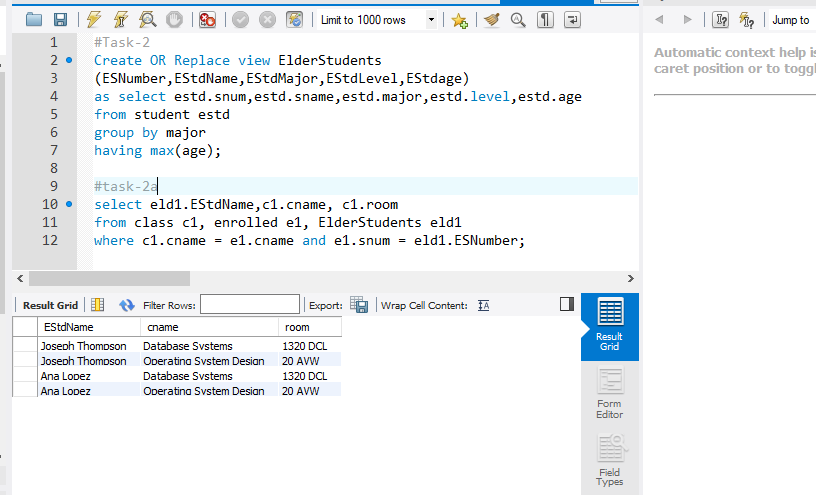 Limit to 1000 rows
Jump to
1 #Task-2
2 Create OR Replace view ElderStudents
3 (ESNumber,EStdName,EStdMajor,EStdLevel,EStdage)
4 as select estd.snum,estd.sname,estd.major,estd.level,estd.age
5 from student estd
6 group by major
7 having max(age);
8
9 #task-2a
10 select eld1.EStdName,c1.cname, c1.room
11 from class c1, enrolled e1, ElderStudents eld1
12 where c1.cname = e1.cname and e1.snum = eld1.ESNumber;
Automatic context help is
caret position or to toggl
Result Grid
Filter Rows:
Export:
Wrap Cell Content:
EStdName cname room
Joseph Thompson Database Systems 1320 DCL
Joseph Thompson Operating System Design 20 AVW
Ana Lopez Database Systems 1320 DCL
Ana Lopez Operating System Design 20 AVW
Result
Grid
Form
Editor
Field
Types